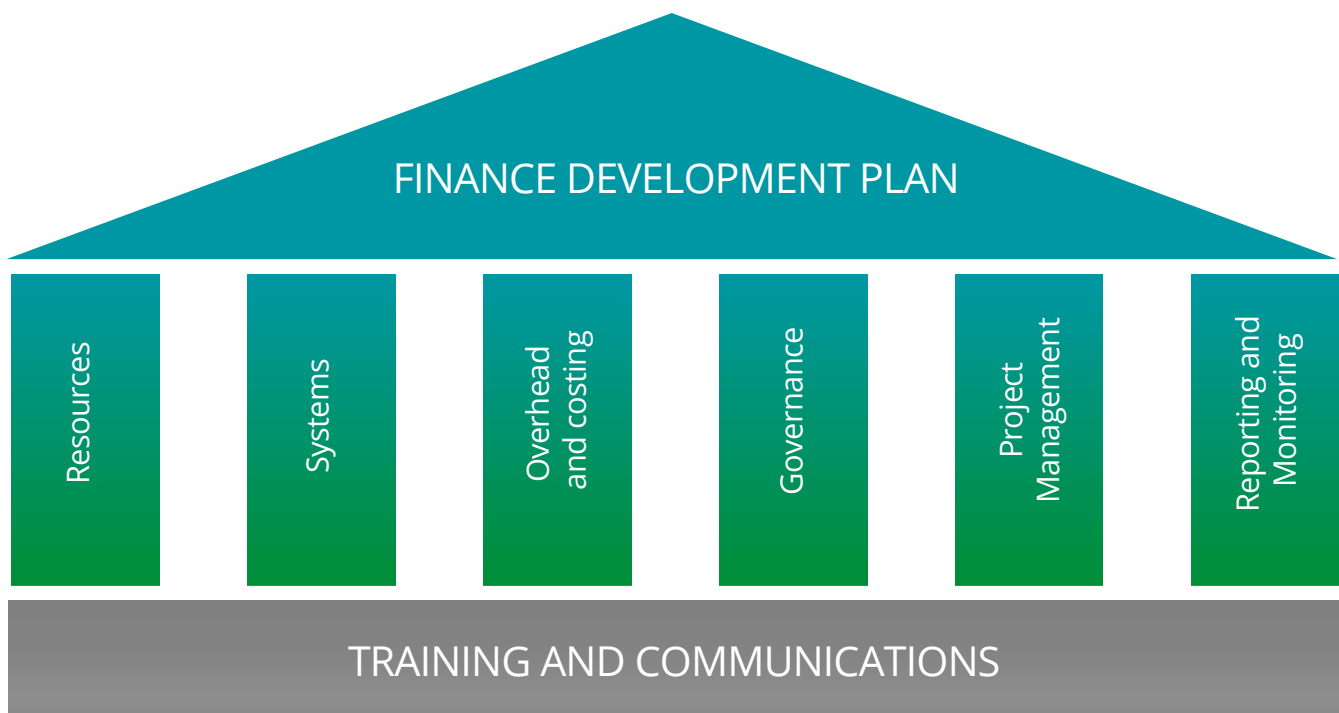 FINANCE DEVELOPMENT PLAN
Resources
Systems
Overhead
and costing
Governance
Project
Management
Reporting and
Monitoring
TRAINING AND COMMUNICATIONS